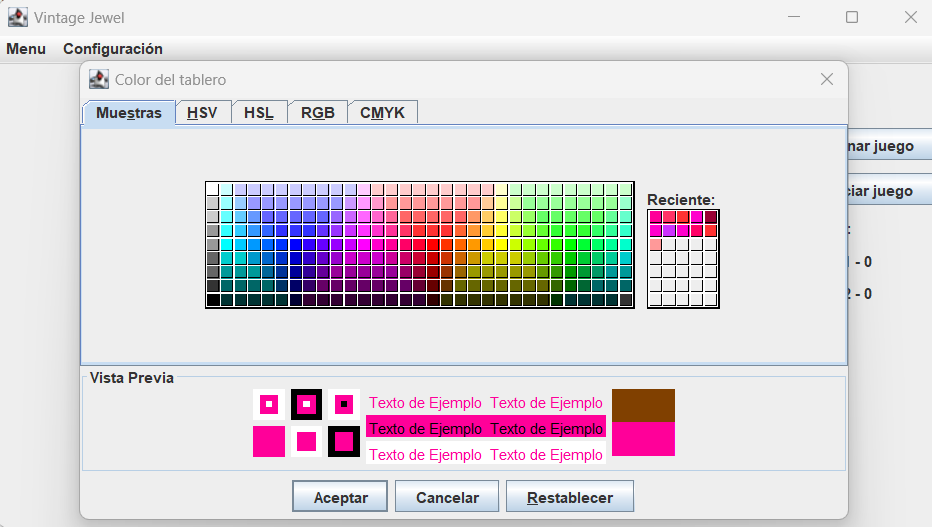 Vintage Jewel
Menu Configuración
Color del tablero
Muestras HSV HSL RGB CMYK
nar juego
Reciente:
ciar juego
:
1 - 0
2 - 0
Vista Previa
Texto de Ejemplo Texto de Ejemplo
Texto de Ejemplo Texto de Ejemplo
Texto de Ejemplo Texto de Ejemplo
Aceptar Cancelar Restablecer